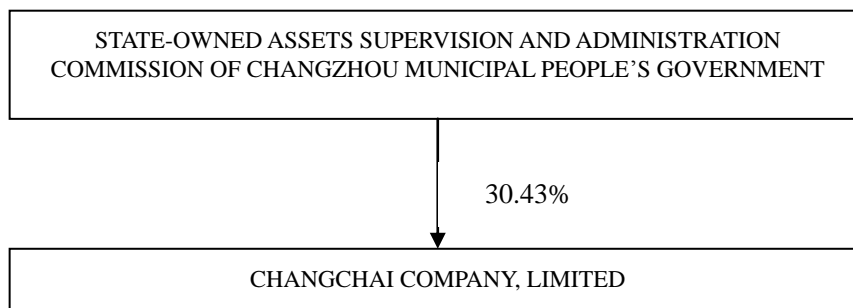 STATE-OWNED ASSETS SUPERVISION AND ADMINISTRATION
COMMISSION OF CHANGZHOU MUNICIPAL PEOPLE’S GOVERNMENT
30.43%
CHANGCHAI COMPANY, LIMITED